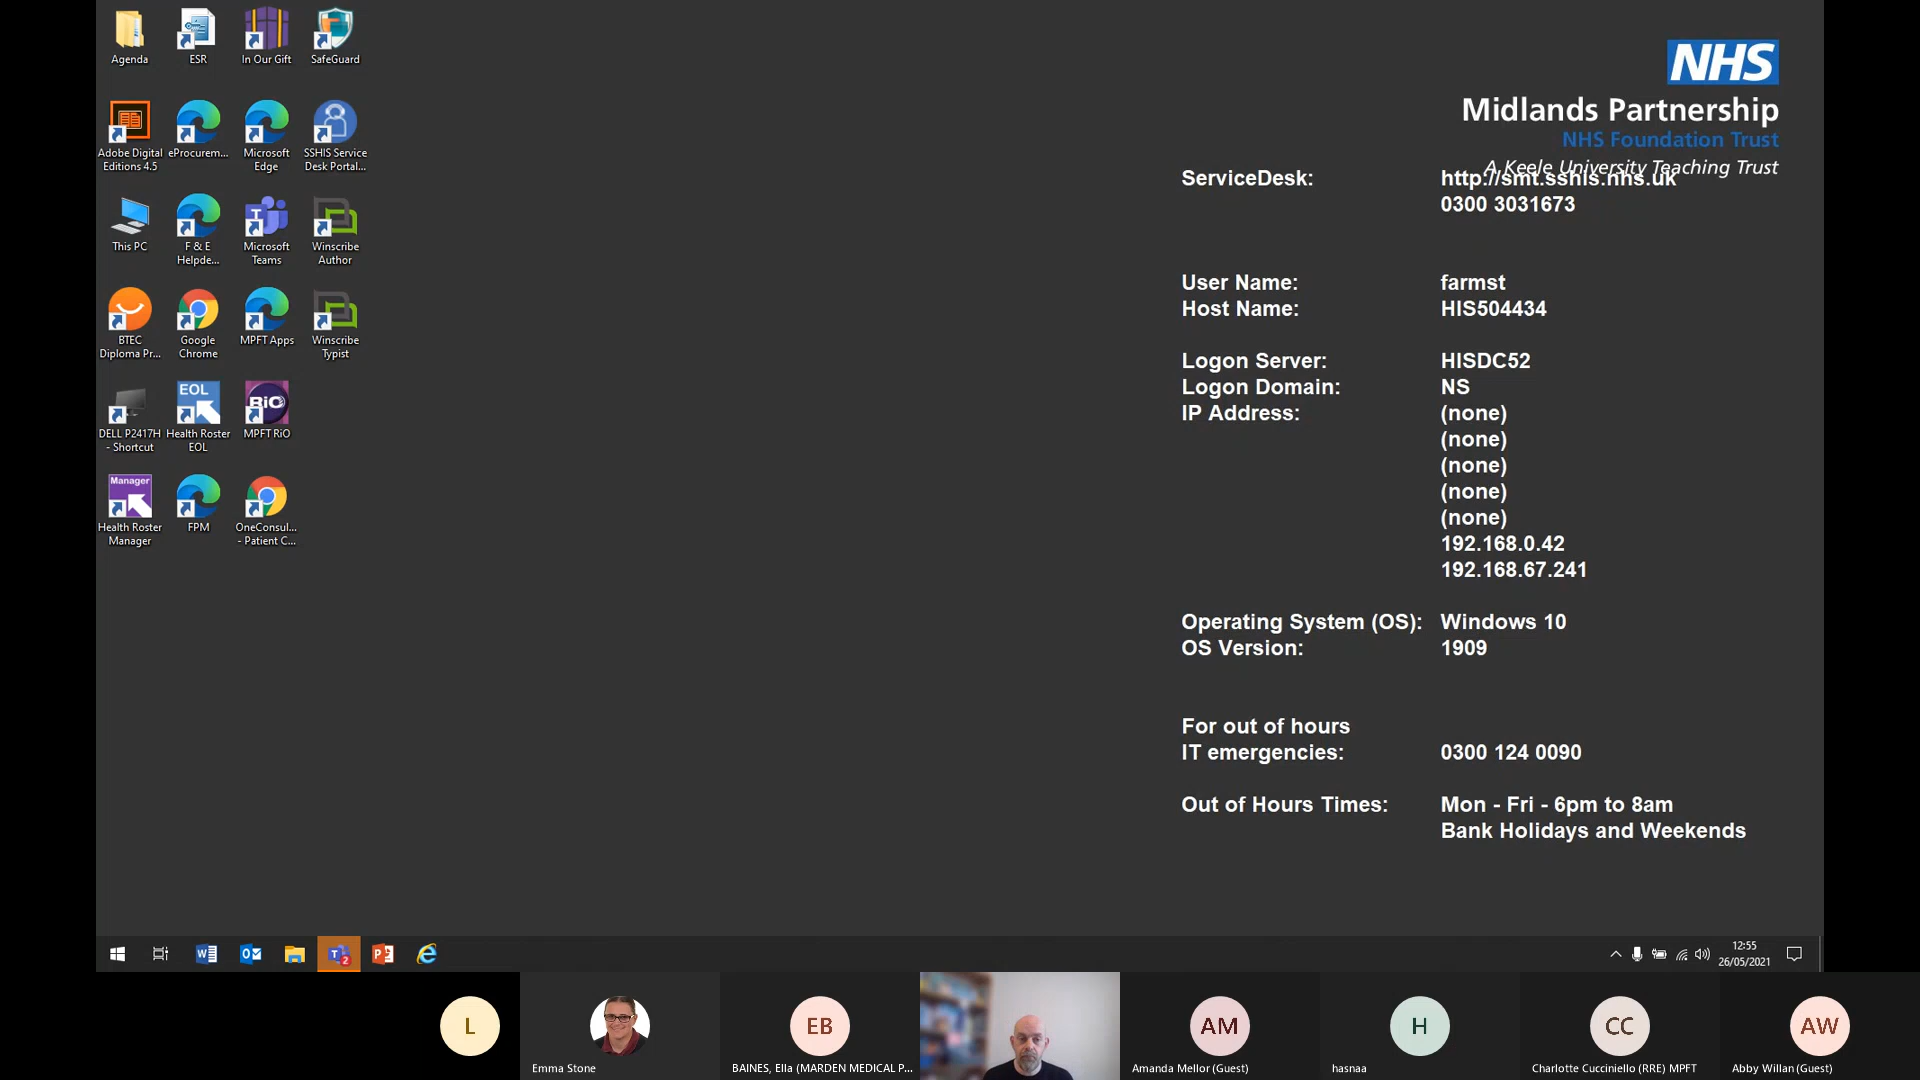 Agenda
ESR
In Our Gift
SafeGuard
Adobe Digital
Editions 4.5
eProcurem...
Microsoft
Edge
SSHIS Service
Desk Portal...
This PC
F & E
Helpde...
Microsoft
Teams
Winscribe
Author
BTEC
Diploma Pr...
Google
Chrome
MPFT Apps
Winscribe
Typist
DELL P2417H
- Shortcut
EOL
Health Roster
EOL
RiO
MPFT RiO
Manager
Health Roster
Manager
FPM
OneConsul...
- Patient C...
NHS
Midlands Partnership
NHS Foundation Trust
A Keele University Teaching Trust
ServiceDesk: http://smt.sshis.nhs.uk
0300 3031673
User Name: farmst
Host Name: HIS504434
Logon Server: HISDC52
Logon Domain: NS
IP Address: (none)
(none)
(none)
(none)
(none)
192.168.0.42
192.168.67.241
Operating System (OS): Windows 10
OS Version: 1909
For out of hours
IT emergencies: 0300 124 0090
Out of Hours Times: Mon - Fri - 6pm to 8am
Bank Holidays and Weekends
12:55
26/05/2021
L
EB
AM
H
CC
AW
Emma Stone
BAINES, Ella (MARDEN MEDICAL P...
Amanda Mellor (Guest)
hasnaa
Charlotte Cucciniello (RRE) MPFT
Abby Willan (Guest)